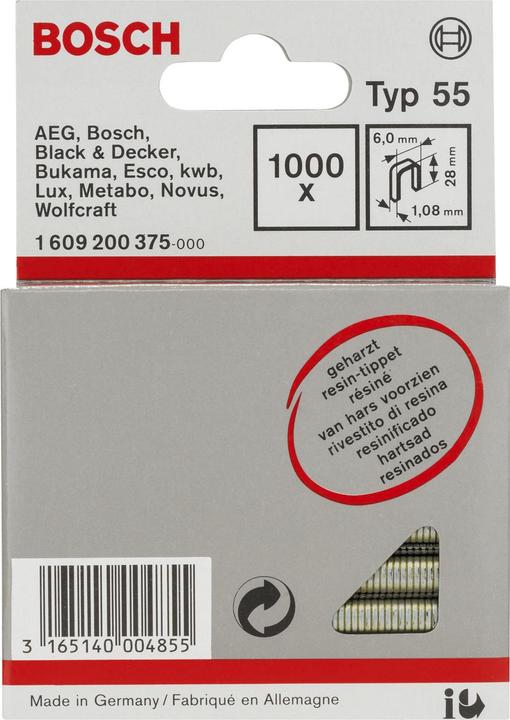 BOSCH
Typ 55
AEG, Bosch,
Black & Decker,
Bukama, Esco, kwb,
Lux, Metabo, Novus,
Wolfcraft
1 609 200 375-000
1000
x
6,0 mm
28 mm
1,08 mm
geharzt
resin-tippet
résiné
van hars voorzien
rivestito di resina
resinificado
hartsad
resinados
3 165140 004855
Made in Germany / Fabriqué en Allemagne